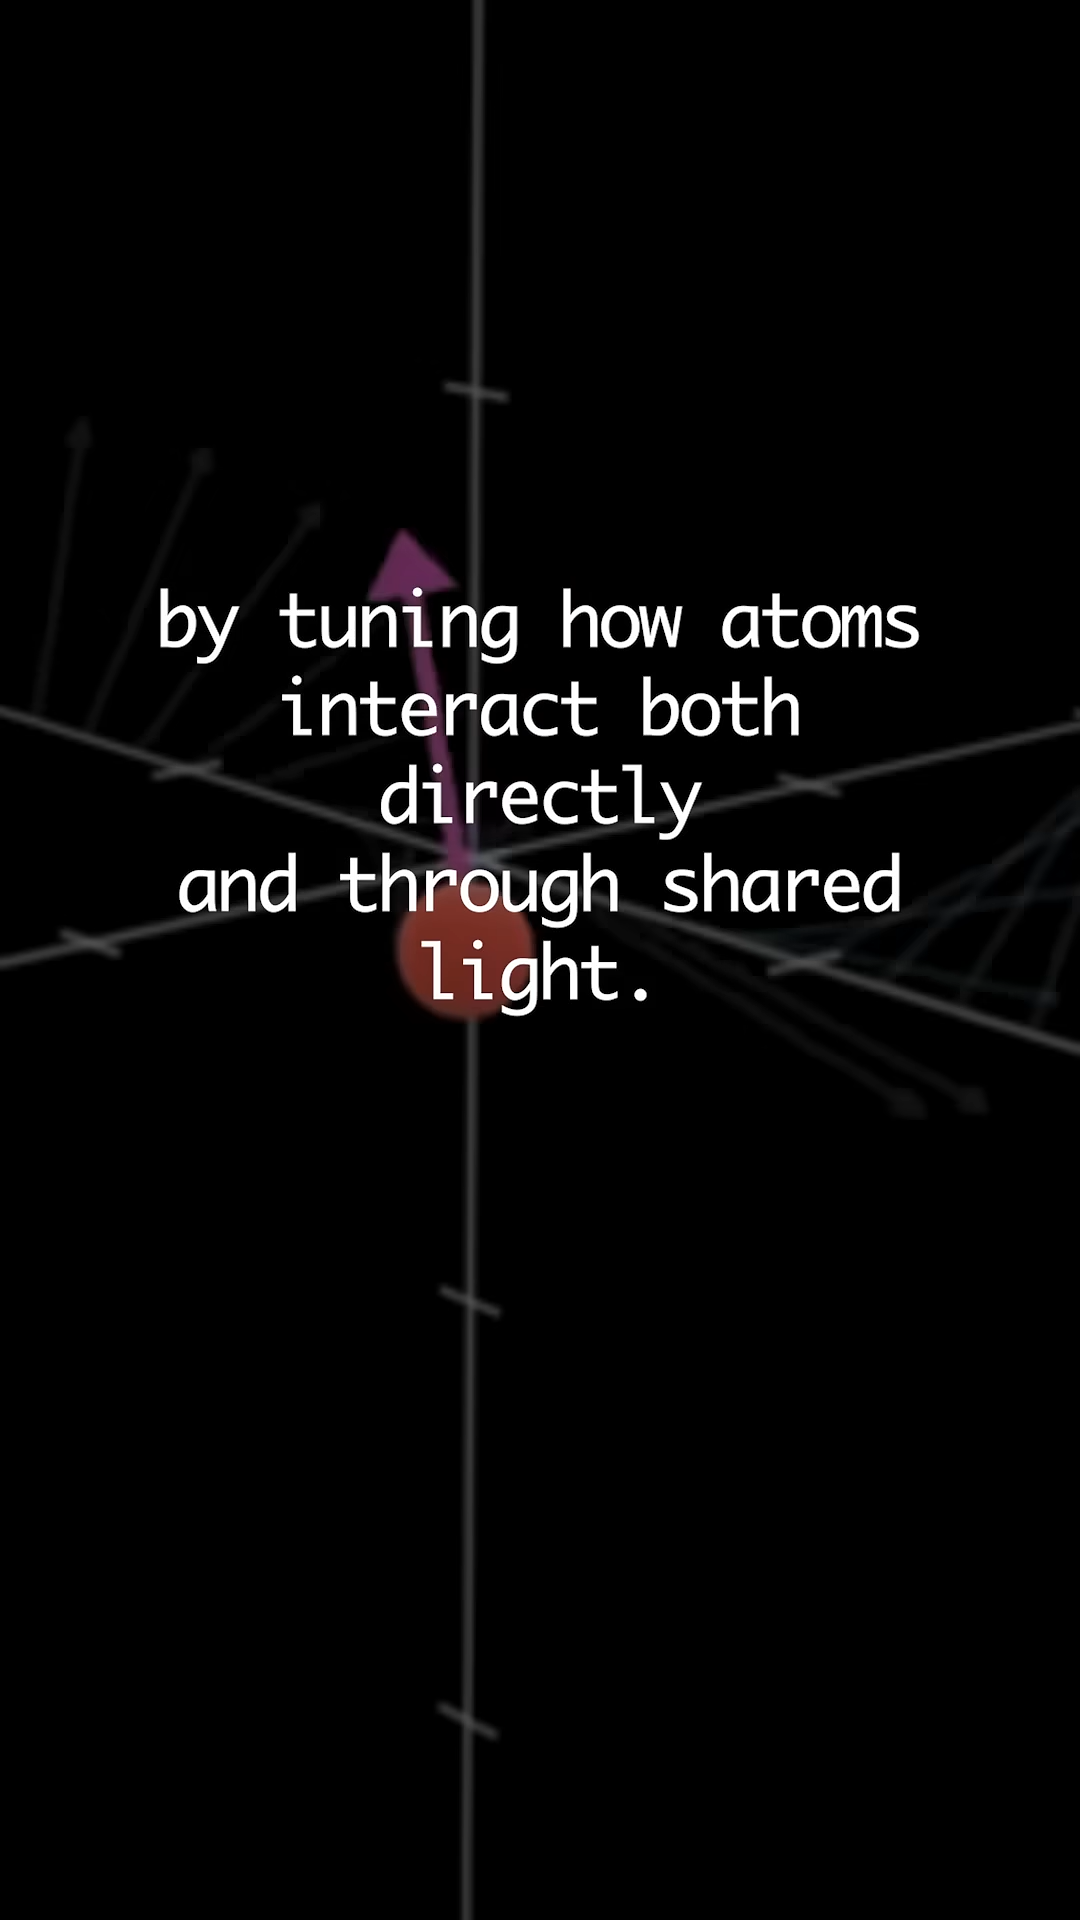 by tuning how atoms
interact both
directly
and through shared
light.